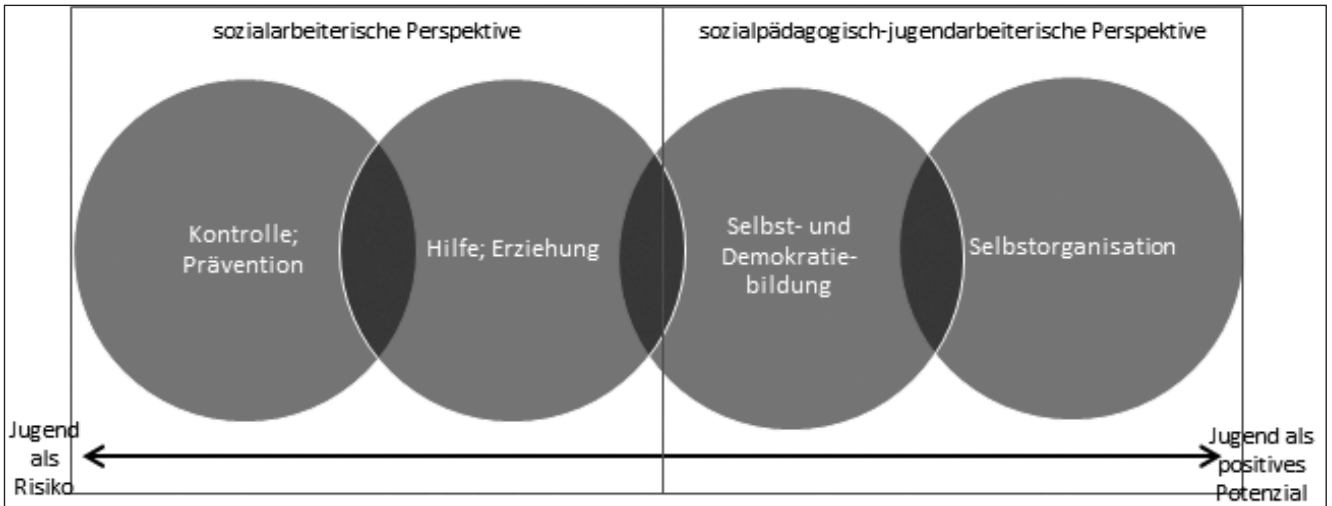 sozialarbeiterische Perspektive
sozialpädagogisch-jugendarbeiterische Perspektive
Kontrolle;
Prävention
Hilfe; Erziehung
Selbst- und
Demokratie-
bildung
Selbstorganisation
Jugend
als
Risiko
Jugend als
positives
Potenzial